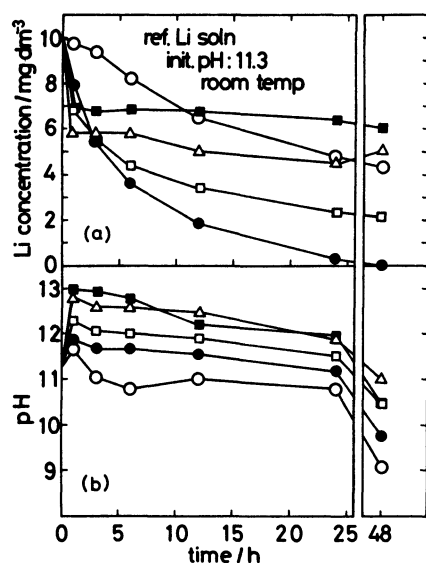 ref. Li soln
init. pH : 11.3
room temp
Li concentration / mg·dm-3
10
8
6
4
2
0
(a)
13
12
11
10
9
pH
(b)
0 5 10 15 20 25 48
time / h